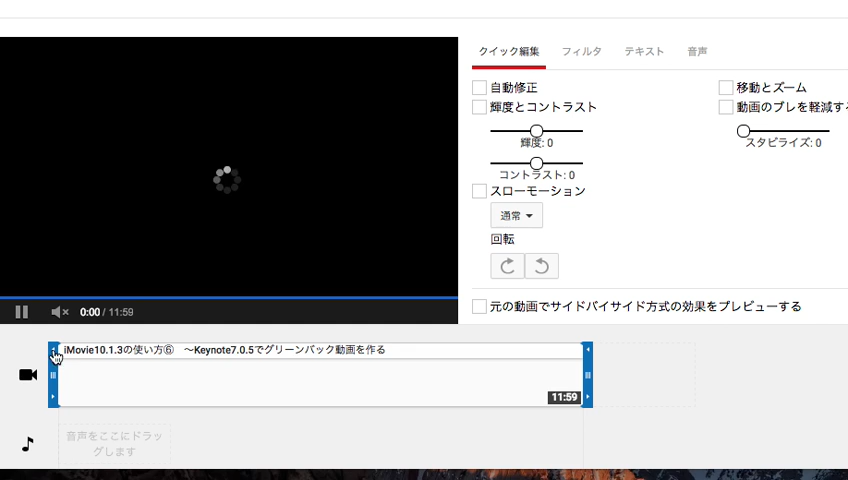 クイック編集 フィルタ テキスト 音声
自動修正
移動とズーム
輝度とコントラスト
動画のブレを軽減する
輝度: 0
スタビライズ: 0
コントラスト: 0
スローモーション
通常
回転
元の動画でサイドバイサイド方式の効果をプレビューする
0:00 / 11:59
iMovie10.1.3の使い方⑥ 〜Keynote7.0.5でグリーンバック動画を作る
11:59
音声をここにドラッ
グします